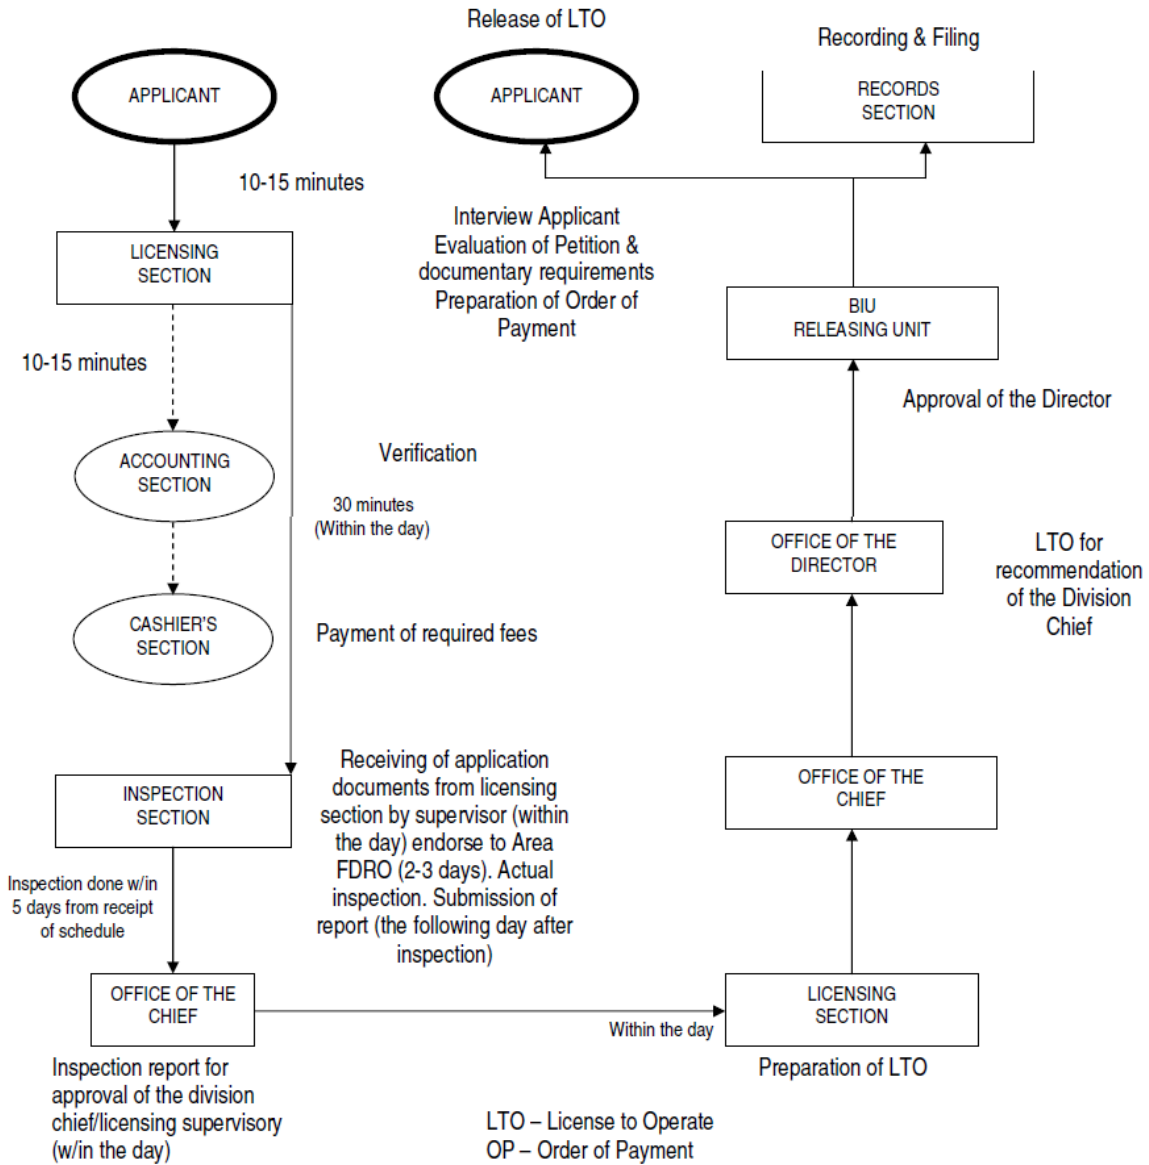 Release of LTO
Recording & Filing
APPLICANT
APPLICANT
RECORDS
SECTION
10-15 minutes
Interview Applicant
Evaluation of Petition &
documentary requirements
Preparation of Order of
Payment
LICENSING
SECTION
BIU
RELEASING UNIT
10-15 minutes
Approval of the Director
ACCOUNTING
SECTION
Verification
30 minutes
(Within the day)
OFFICE OF THE
DIRECTOR
LTO for
recommendation
of the Division
Chief
CASHIER'S
SECTION
Payment of required fees
INSPECTION
SECTION
Receiving of application
documents from licensing
section by supervisor (within
the day) endorse to Area
FDRO (2-3 days). Actual
inspection. Submission of
report (the following day after
inspection)
OFFICE OF THE
CHIEF
Inspection done w/in
5 days from receipt
of schedule
OFFICE OF THE
CHIEF
Within the day
LICENSING
SECTION
Inspection report for
approval of the division
chief/licensing supervisory
(w/in the day)
Preparation of LTO
LTO – License to Operate
OP – Order of Payment